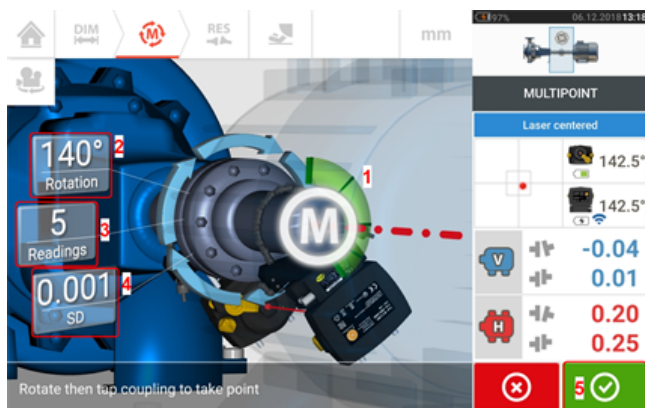 DIM
M
RES
mm
97%
06.12.2018 13:18
MULTIPOINT
Laser centered
142.5°
142.5°
V
-0.04
0.01
H
0.20
0.25
5
140°
Rotation
2
1
5
Readings
3
M
0.001
SD
4
Rotate then tap coupling to take point